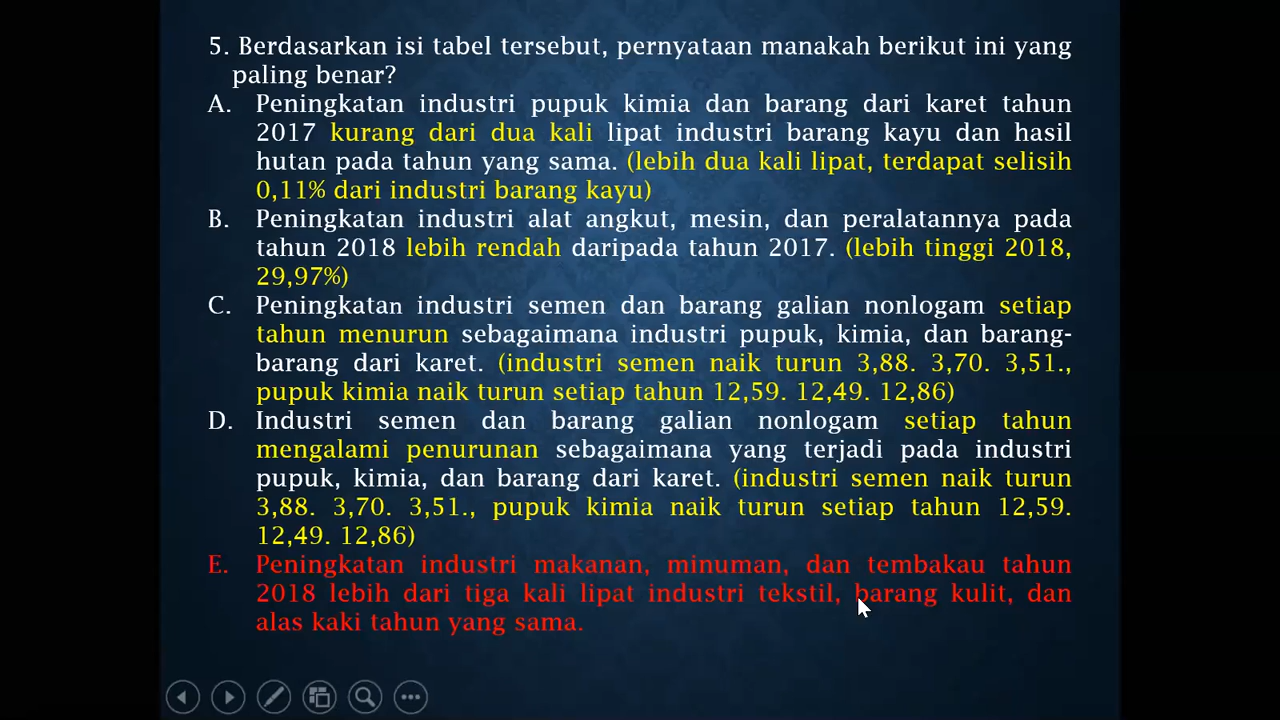 5. Berdasarkan isi tabel tersebut, pernyataan manakah berikut ini yang
paling benar?
A. Peningkatan industri pupuk kimia dan barang dari karet tahun
2017 kurang dari dua kali lipat industri barang kayu dan hasil
hutan pada tahun yang sama. (lebih dua kali lipat, terdapat selisih
0,11% dari industri barang kayu)
B. Peningkatan industri alat angkut, mesin, dan peralatannya pada
tahun 2018 lebih rendah daripada tahun 2017. (lebih tinggi 2018,
29,97%)
C. Peningkatan industri semen dan barang galian nonlogam setiap
tahun menurun sebagaimana industri pupuk, kimia, dan barang-
barang dari karet. (industri semen naik turun 3,88. 3,70. 3,51.,
pupuk kimia naik turun setiap tahun 12,59. 12,49. 12,86)
D. Industri semen dan barang galian nonlogam setiap tahun
mengalami penurunan sebagaimana yang terjadi pada industri
pupuk, kimia, dan barang dari karet. (industri semen naik turun
3,88. 3,70. 3,51., pupuk kimia naik turun setiap tahun 12,59.
12,49. 12,86)
E. Peningkatan industri makanan, minuman, dan tembakau tahun
2018 lebih dari tiga kali lipat industri tekstil, barang kulit, dan
alas kaki tahun yang sama.